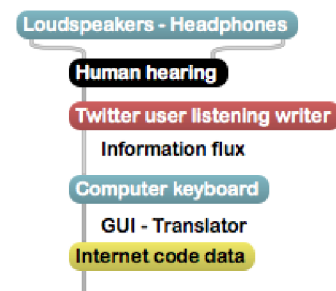 Loudspeakers - Headphones
Human hearing
Twitter user listening writer
Information flux
Computer keyboard
GUI - Translator
Internet code data